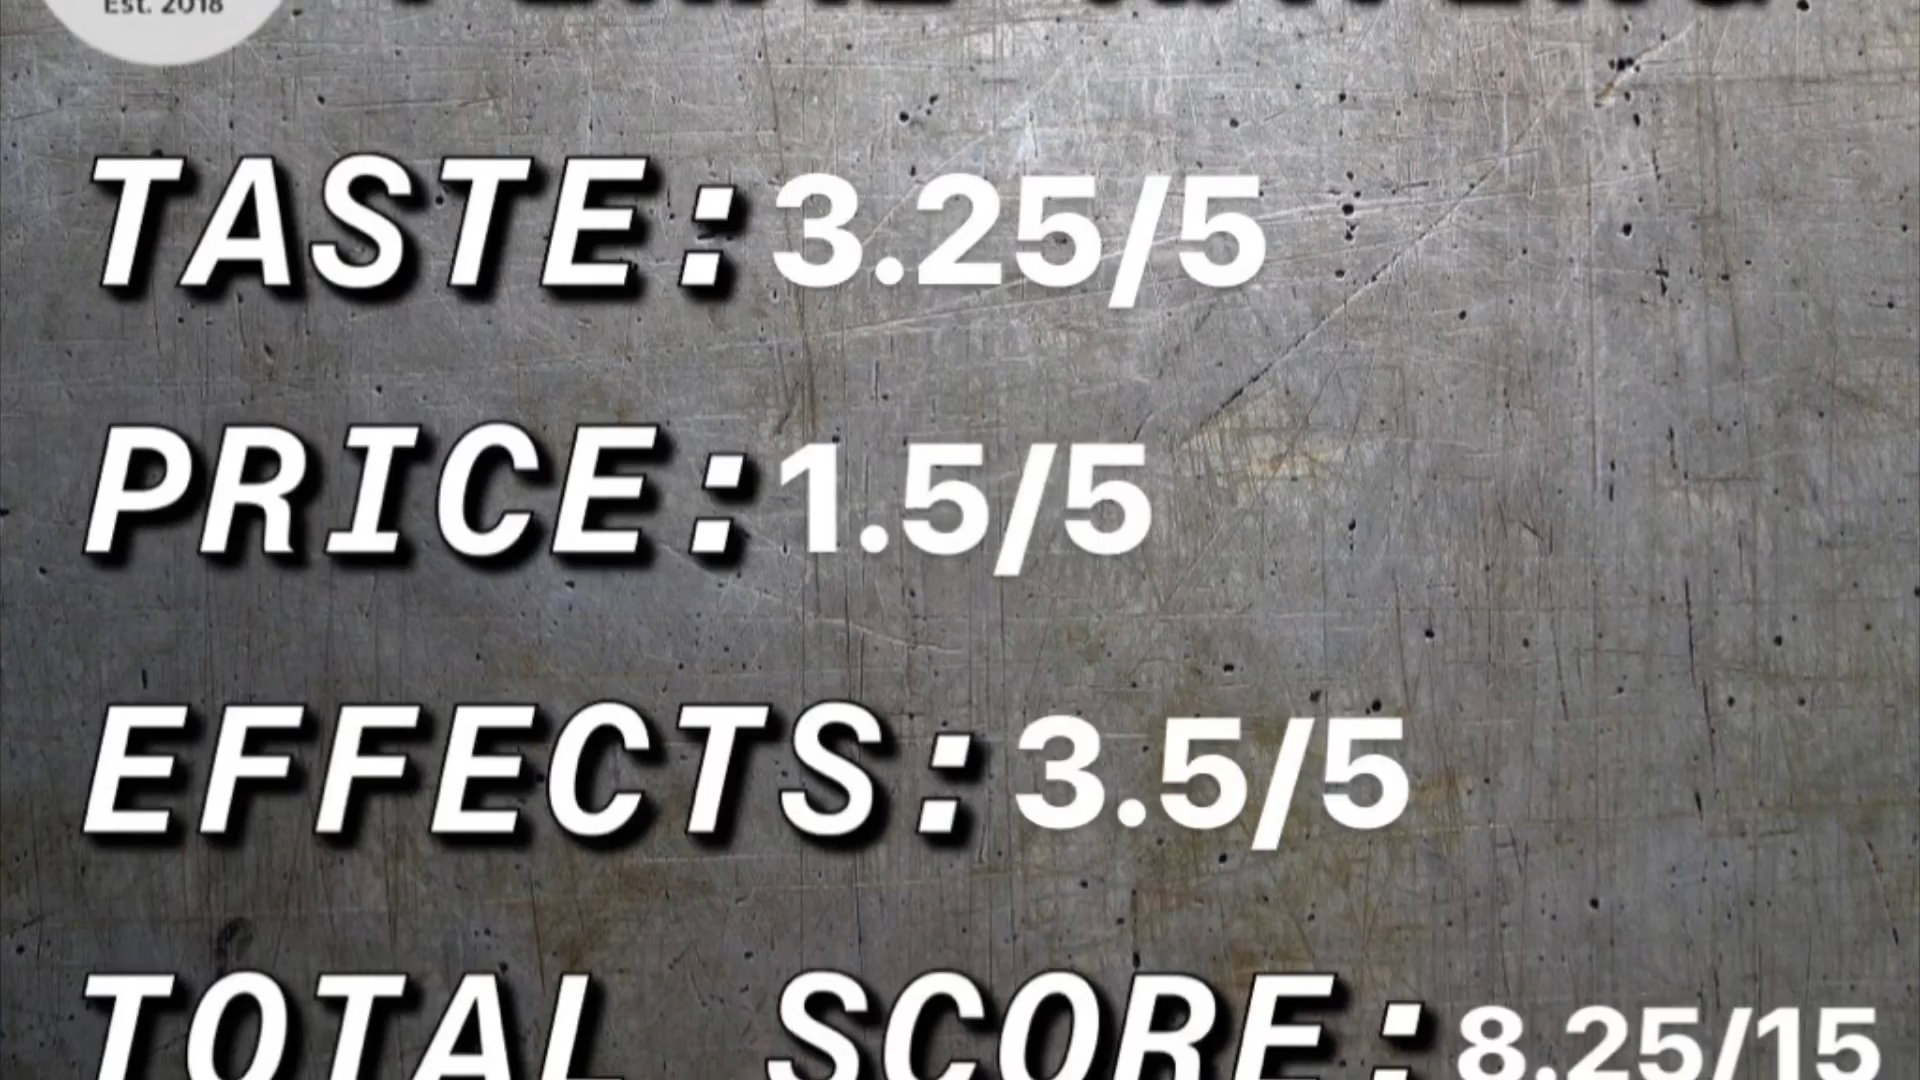 Est. 2018
TASTE: 3.25/5
PRICE: 1.5/5
EFFECTS: 3.5/5
TOTAL SCORE: 8.25/15